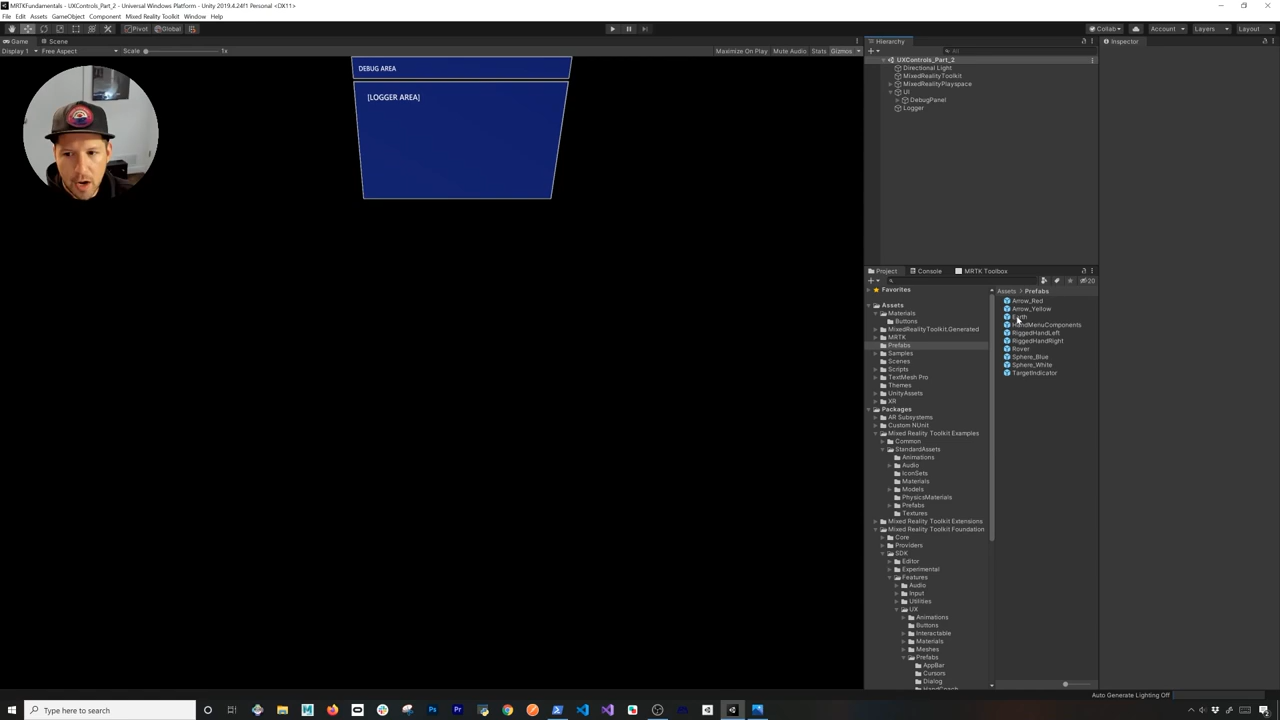 MRTKFundamentals - UXControls_Part_2 - Universal Windows Platform - Unity 2019.4.24f1 Personal <DX11>
File Edit Assets GameObject Component Mixed Reality Toolkit Window Help
Pivot Global Collab Account Layers Layout
Game Scene
Display 1 Free Aspect Scale 1x Maximize On Play Mute Audio Stats Gizmos
DEBUG AREA
[LOGGER AREA]
Hierarchy
All
UXControls_Part_2
Directional Light
MixedRealityToolkit
MixedRealityPlayspace
UI
DebugPanel
Logger
Inspector
Project Console MRTK Toolbox
20
Favorites
Assets
Materials
Buttons
MixedRealityToolkit.Generated
MRTK
Prefabs
Samples
Scenes
Scripts
TextMesh Pro
Themes
UnityAssets
XR
Packages
AR Subsystems
Custom NUnit
Mixed Reality Toolkit Examples
Common
StandardAssets
Animations
Audio
IconSets
Materials
Models
PhysicsMaterials
Prefabs
Textures
Mixed Reality Toolkit Extensions
Mixed Reality Toolkit Foundation
Core
Providers
SDK
Editor
Experimental
Features
Audio
Input
Utilities
UX
Animations
Buttons
Interactable
Materials
Meshes
Prefabs
AppBar
Cursors
Dialog
HandCoach
Assets > Prefabs
Arrow_Red
Arrow_Yellow
Earth
HandMenuComponents
RiggedHandLeft
RiggedHandRight
Rover
Sphere_Blue
Sphere_White
TargetIndicator
Auto Generate Lighting Off
Type here to search